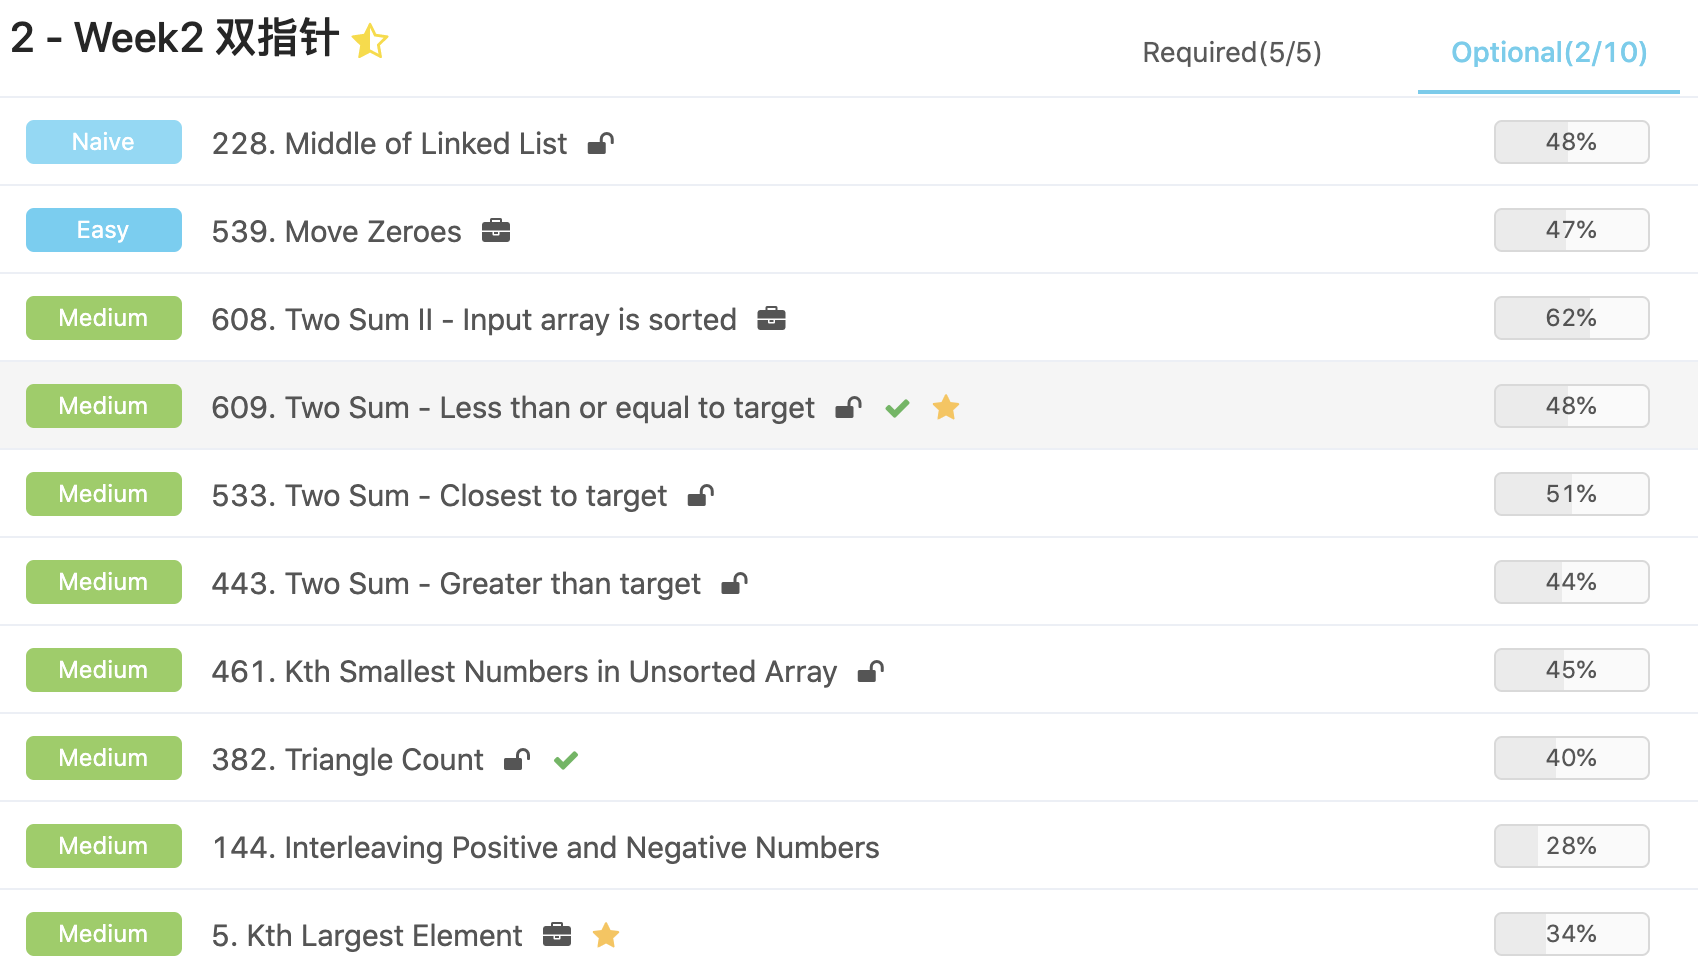 2 - Week2 双指针
Required(5/5)
Optional(2/10)
Naive 228. Middle of Linked List 48%
Easy 539. Move Zeroes 47%
Medium 608. Two Sum II - Input array is sorted 62%
Medium 609. Two Sum - Less than or equal to target 48%
Medium 533. Two Sum - Closest to target 51%
Medium 443. Two Sum - Greater than target 44%
Medium 461. Kth Smallest Numbers in Unsorted Array 45%
Medium 382. Triangle Count 40%
Medium 144. Interleaving Positive and Negative Numbers 28%
Medium 5. Kth Largest Element 34%